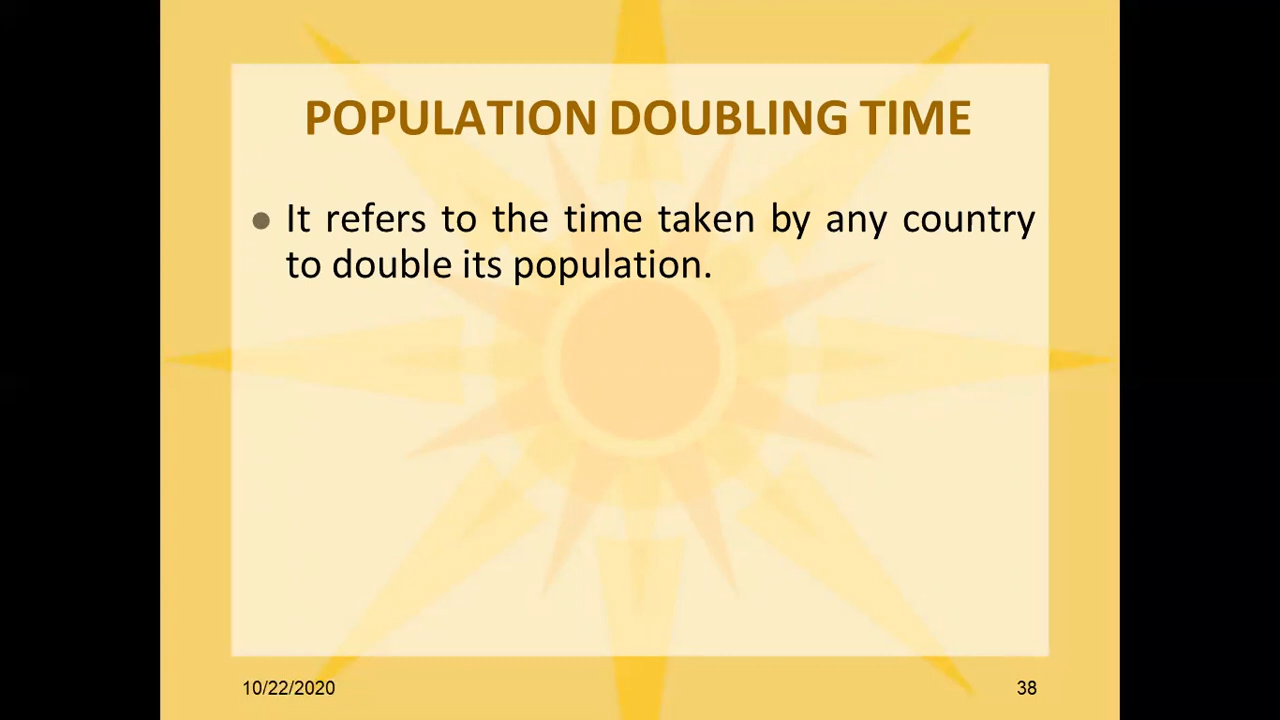 POPULATION DOUBLING TIME
● It refers to the time taken by any country
to double its population.
10/22/2020
38